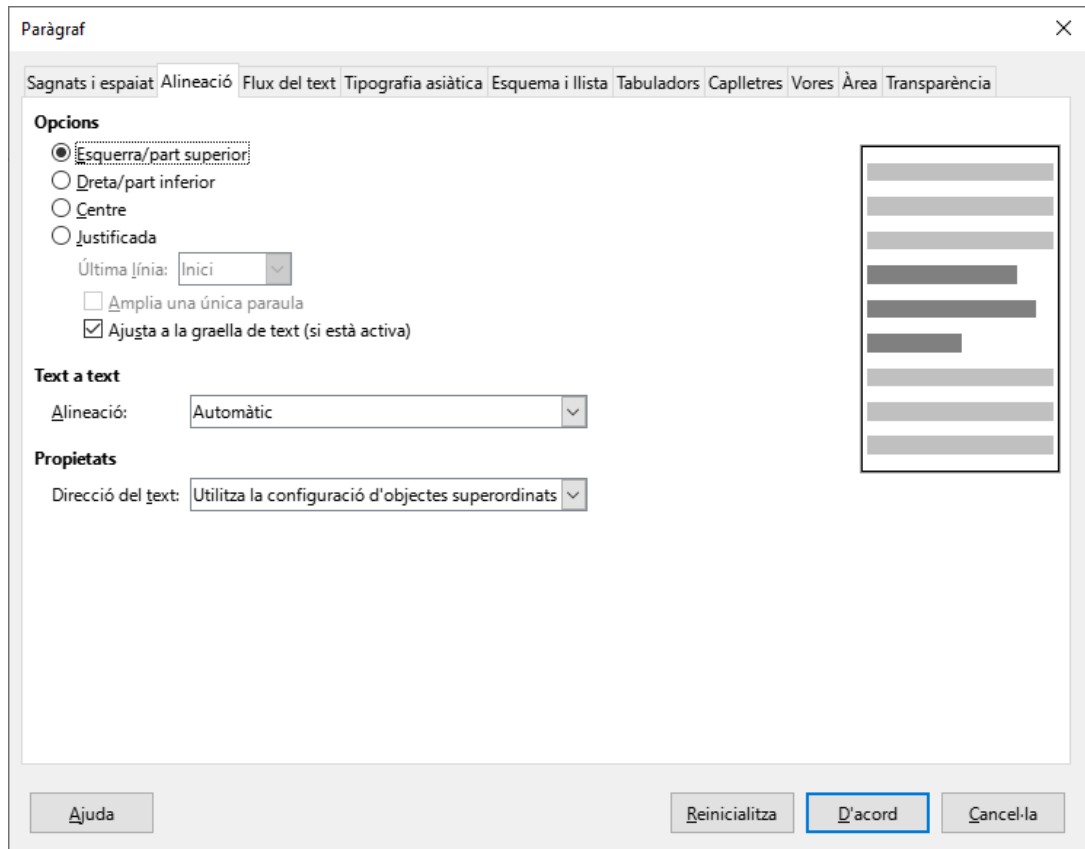 Paràgraf
Sagnats i espaiat Alineació Flux del text Tipografia asiàtica Esquema i llista Tabuladors Caplletres Vores Àrea Transparència
Opcions
Esquerra/part superior
Dreta/part inferior
Centre
Justificada
Última línia: Inici
Amplia una única paraula
Ajusta a la graella de text (si està activa)
Text a text
Alineació: Automàtic
Propietats
Direcció del text: Utilitza la configuració d'objectes superordinats
Ajuda Reinicialitza D'acord Cancel·la